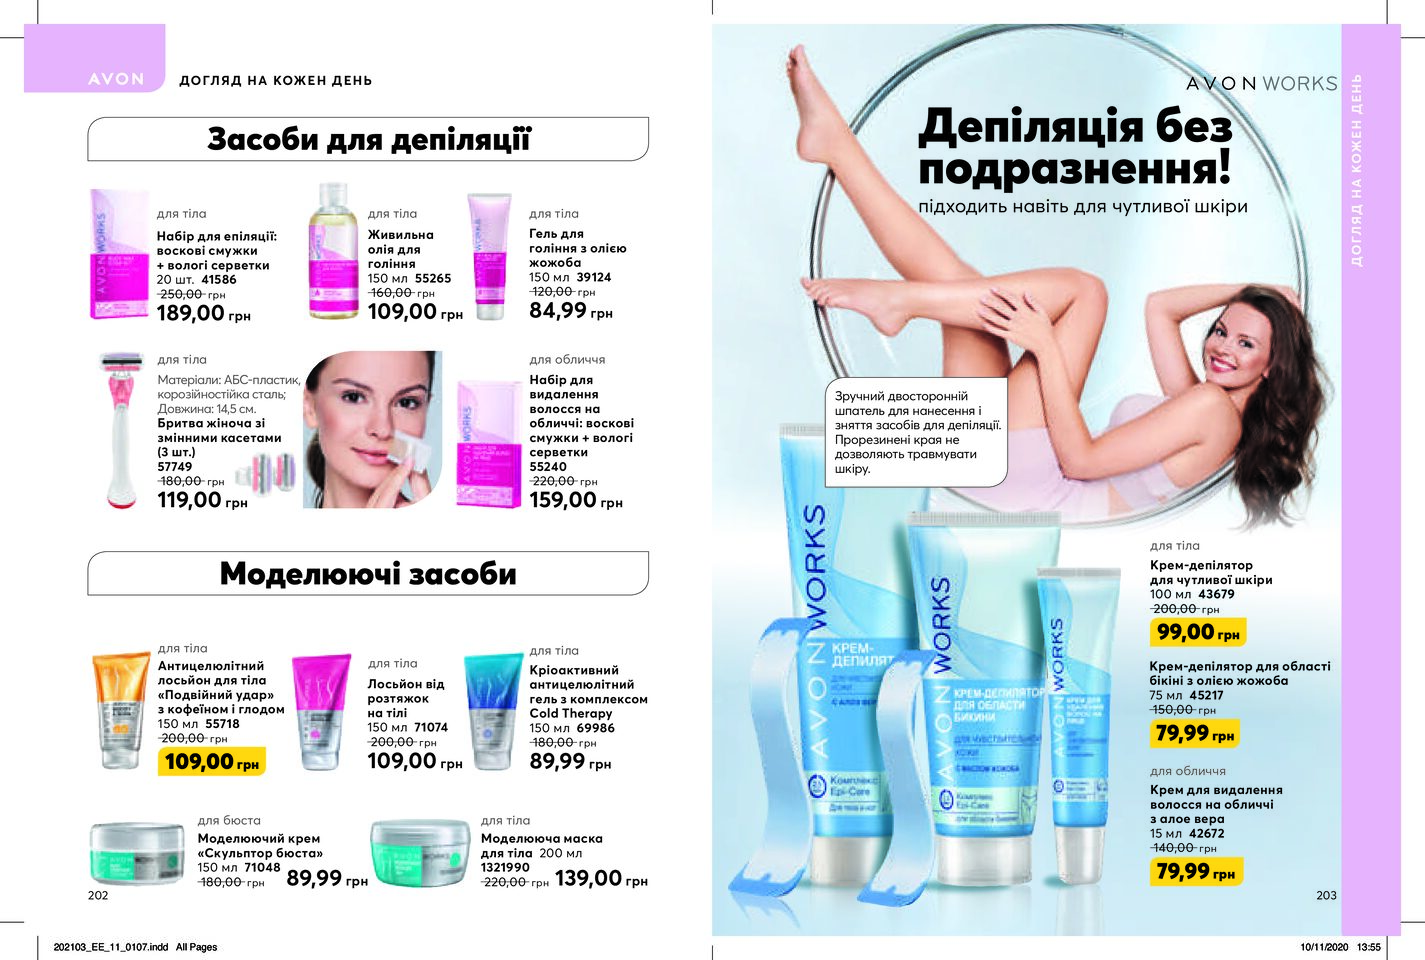 AVON
ДОГЛЯД НА КОЖЕН ДЕНЬ
Засоби для депіляції
для тіла
Набір для епіляції:
воскові смужки
+ вологі серветки
20 шт. 41586
250,00 грн
189,00 грн
для тіла
Живильна
олія для
гоління
150 мл 55265
160,00 грн
109,00 грн
для тіла
Гель для
гоління з олією
жожоба
150 мл 39124
120,00 грн
84,99 грн
для тіла
Матеріали: АБС-пластик,
корозійностійка сталь;
Довжина: 14,5 см.
Бритва жіноча зі
змінними касетами
(3 шт.)
57749
180,00 грн
119,00 грн
для обличчя
Набір для
видалення
волосся на
обличчі: воскові
смужки + вологі
серветки
55240
220,00 грн
159,00 грн
Моделюючі засоби
для тіла
Антицелюлітний
лосьйон для тіла
«Подвійний удар»
з кофеїном і глодом
150 мл 55718
200,00 грн
109,00 грн
для тіла
Лосьйон від
розтяжок
на тілі
150 мл 71074
200,00 грн
109,00 грн
для тіла
Кріоактивний
антицелюлітний
гель з комплексом
Cold Therapy
150 мл 69986
180,00 грн
89,99 грн
для бюста
Моделюючий крем
«Скульптор бюста»
150 мл 71048
180,00 грн
89,99 грн
для тіла
Моделююча маска
для тіла 200 мл
1321990
220,00 грн
139,00 грн
202
AVON WORKS
ДОГЛЯД НА КОЖЕН ДЕНЬ
Депіляція без
подразнення!
підходить навіть для чутливої шкіри
Зручний двосторонній
шпатель для нанесення і
зняття засобів для депіляції.
Прорезинені края не
дозволяють травмувати
шкіру.
AVON WORKS
КРЕМ-
ДЕПИЛЯТ
Комплекс
Epi-Care
AVON WORKS
КРЕМ-ДЕПИЛЯТОР
ДЛЯ ОБЛАСТИ
БИКИНИ
ДЛЯ ЧУВСТВИТЕЛЬНОЙ
КОЖИ
С МАСЛОМ ЖОЖОБА
Комплекс
Epi-Care
AVON WORKS
для тіла
Крем-депілятор
для чутливої шкіри
100 мл 43679
200,00 грн
99,00 грн
Крем-депілятор для області
бікіні з олією жожоба
75 мл 45217
150,00 грн
79,99 грн
для обличчя
Крем для видалення
волосся на обличчі
з алое вера
15 мл 42672
140,00 грн
79,99 грн
203
202103_EE_11_0107.indd All Pages
10/11/2020 13:55